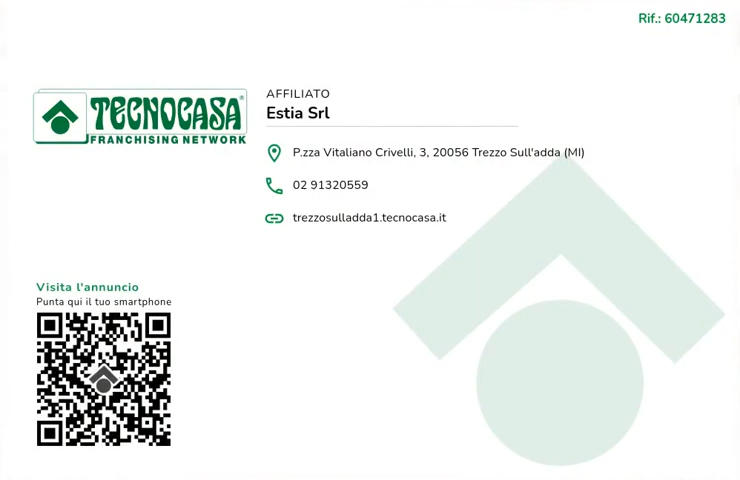 Rif.: 60471283
TECNOCASA®
FRANCHISING NETWORK
AFFILIATO
Estia Srl
P.zza Vitaliano Crivelli, 3, 20056 Trezzo Sull'adda (MI)
02 91320559
trezzosulladda1.tecnocasa.it
Visita l'annuncio
Punta qui il tuo smartphone